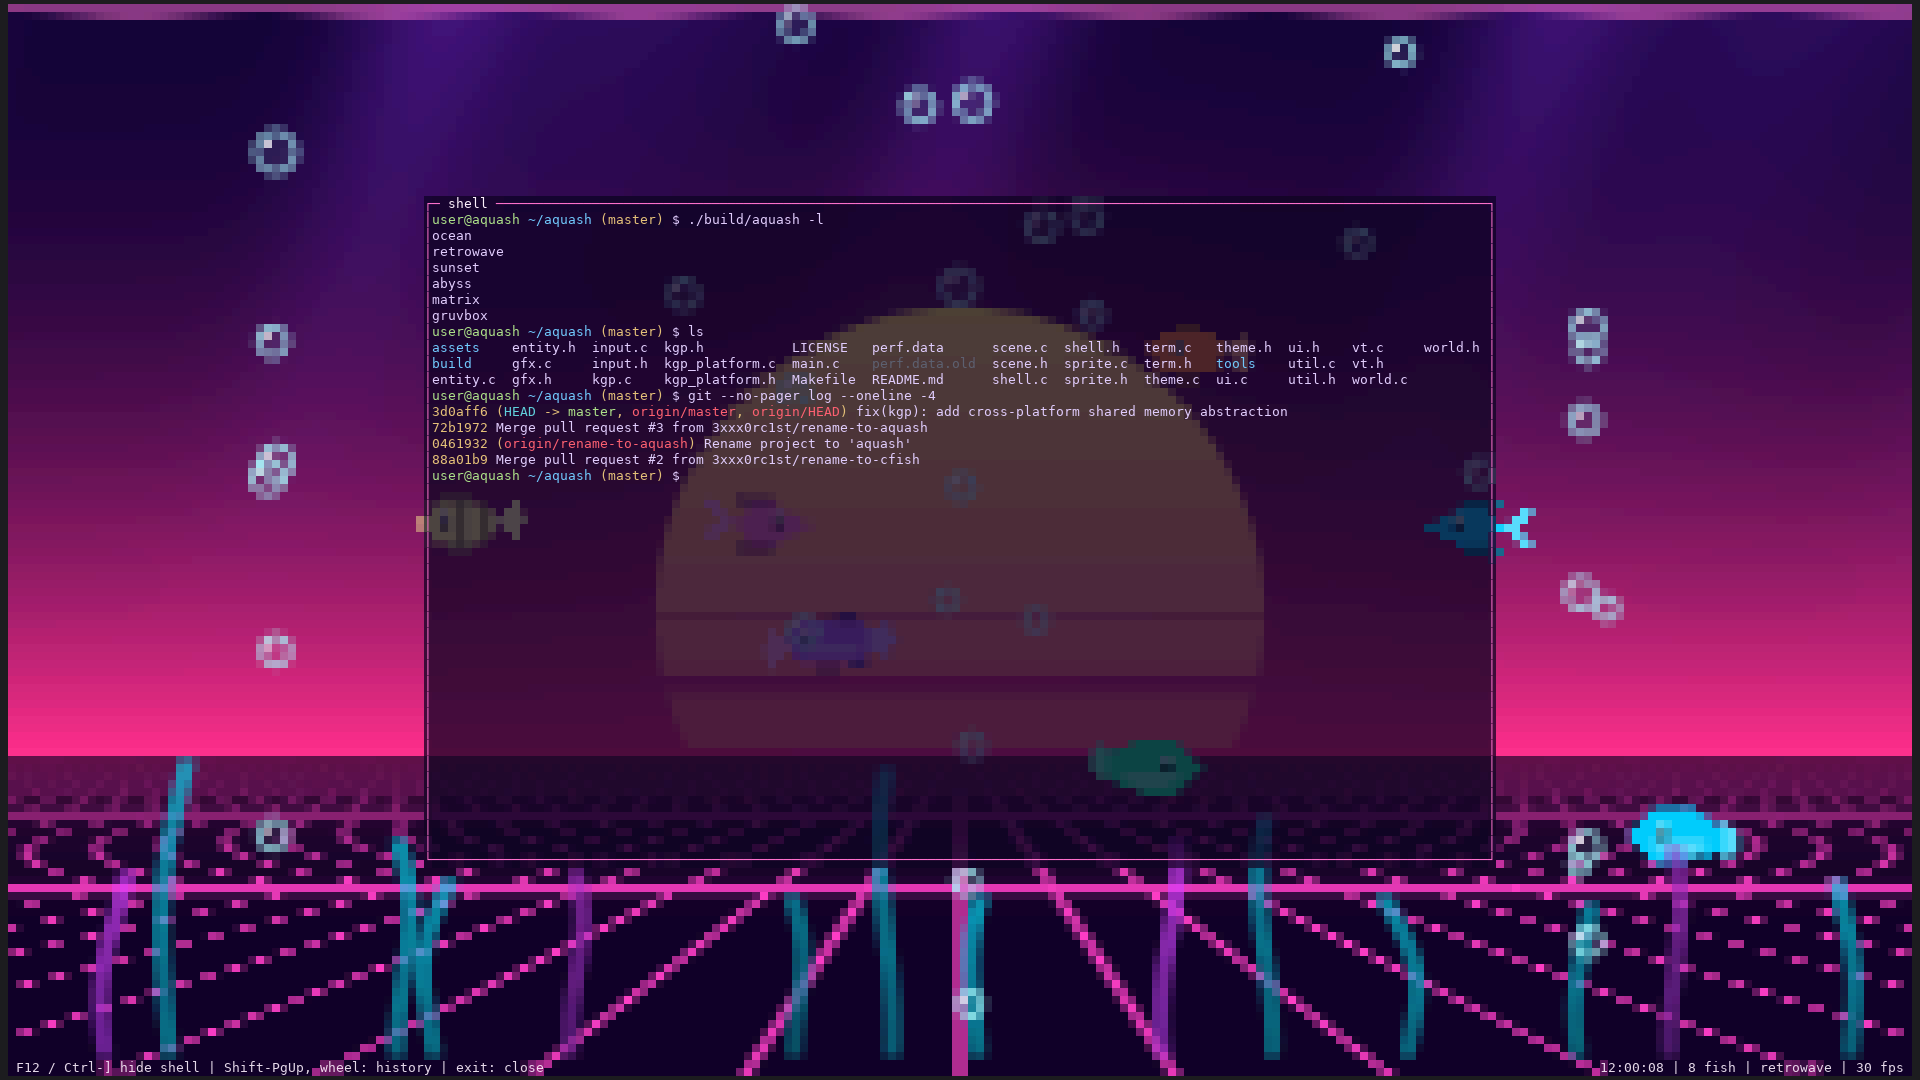 shell
user@aquash ~/aquash (master) $ ./build/aquash -l
ocean
retrowave
sunset
abyss
matrix
gruvbox
user@aquash ~/aquash (master) $ ls
assets    entity.h  input.c  kgp.h           LICENSE   perf.data      scene.c  shell.h   term.c   theme.h  ui.h    vt.c     world.h
build     gfx.c     input.h  kgp_platform.c  main.c    perf.data.old  scene.h  sprite.c  term.h   tools    util.c  vt.h
entity.c  gfx.h     kgp.c    kgp_platform.h  Makefile  README.md      shell.c  sprite.h  theme.c  ui.c     util.h  world.c
user@aquash ~/aquash (master) $ git --no-pager log --oneline -4
3d0aff6 (HEAD -> master, origin/master, origin/HEAD) fix(kgp): add cross-platform shared memory abstraction
72b1972 Merge pull request #3 from 3xxx0rc1st/rename-to-aquash
0461932 (origin/rename-to-aquash) Rename project to 'aquash'
88a01b9 Merge pull request #2 from 3xxx0rc1st/rename-to-cfish
user@aquash ~/aquash (master) $
F12 / Ctrl-] hide shell | Shift-PgUp, wheel: history | exit: close
12:00:08 | 8 fish | retrowave | 30 fps